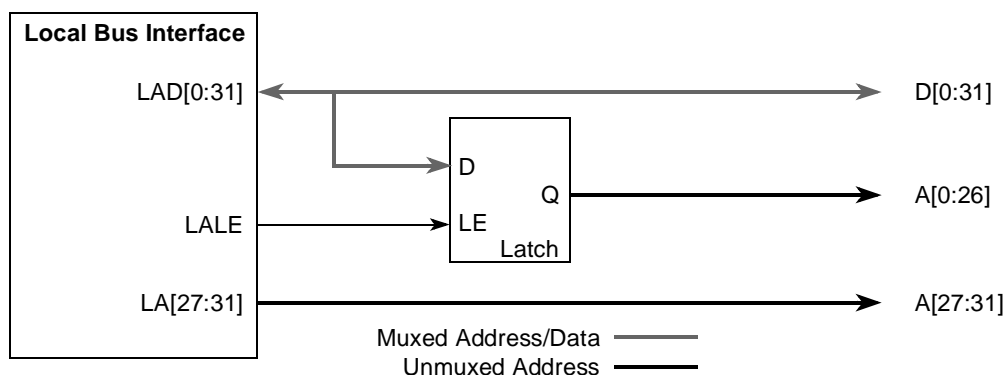 Local Bus Interface
LAD[0:31]
D[0:31]
D
Q
A[0:26]
LALE
LE
Latch
LA[27:31]
A[27:31]
Muxed Address/Data
Unmuxed Address